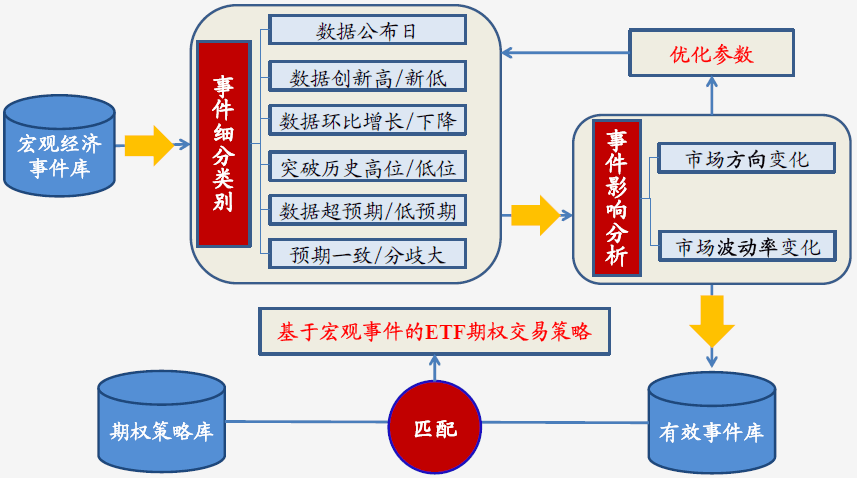 宏观经济
事件库
事件细分类别
数据公布日
数据创新高/新低
数据环比增长/下降
突破历史高位/低位
数据超预期/低预期
预期一致/分歧大
优化参数
事件影响分析
市场方向变化
市场波动率变化
基于宏观事件的ETF期权交易策略
期权策略库
匹配
有效事件库